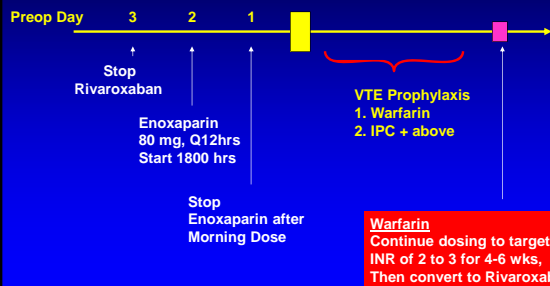 Preop Day 3 2 1
Stop
Rivaroxaban
Enoxaparin
80 mg, Q12hrs
Start 1800 hrs
Stop
Enoxaparin after
Morning Dose
VTE Prophylaxis
1. Warfarin
2. IPC + above
Warfarin
Continue dosing to target
INR of 2 to 3 for 4-6 wks,
Then convert to